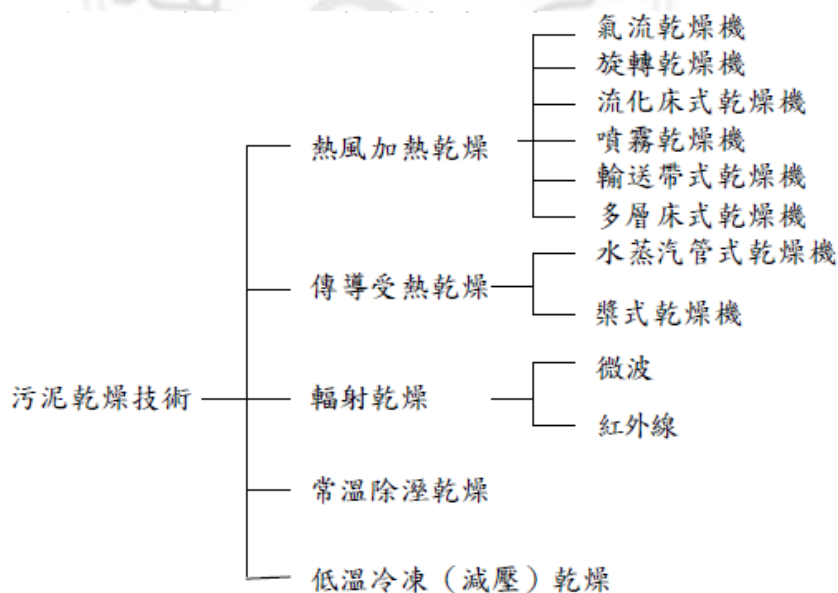 氣流乾燥機
旋轉乾燥機
流化床式乾燥機
熱風加熱乾燥
噴霧乾燥機
輸送帶式乾燥機
多層床式乾燥機
水蒸汽管式乾燥機
傳導受熱乾燥
槳式乾燥機
微波
污泥乾燥技術
輻射乾燥
紅外線
常溫除溼乾燥
低溫冷凍（減壓）乾燥